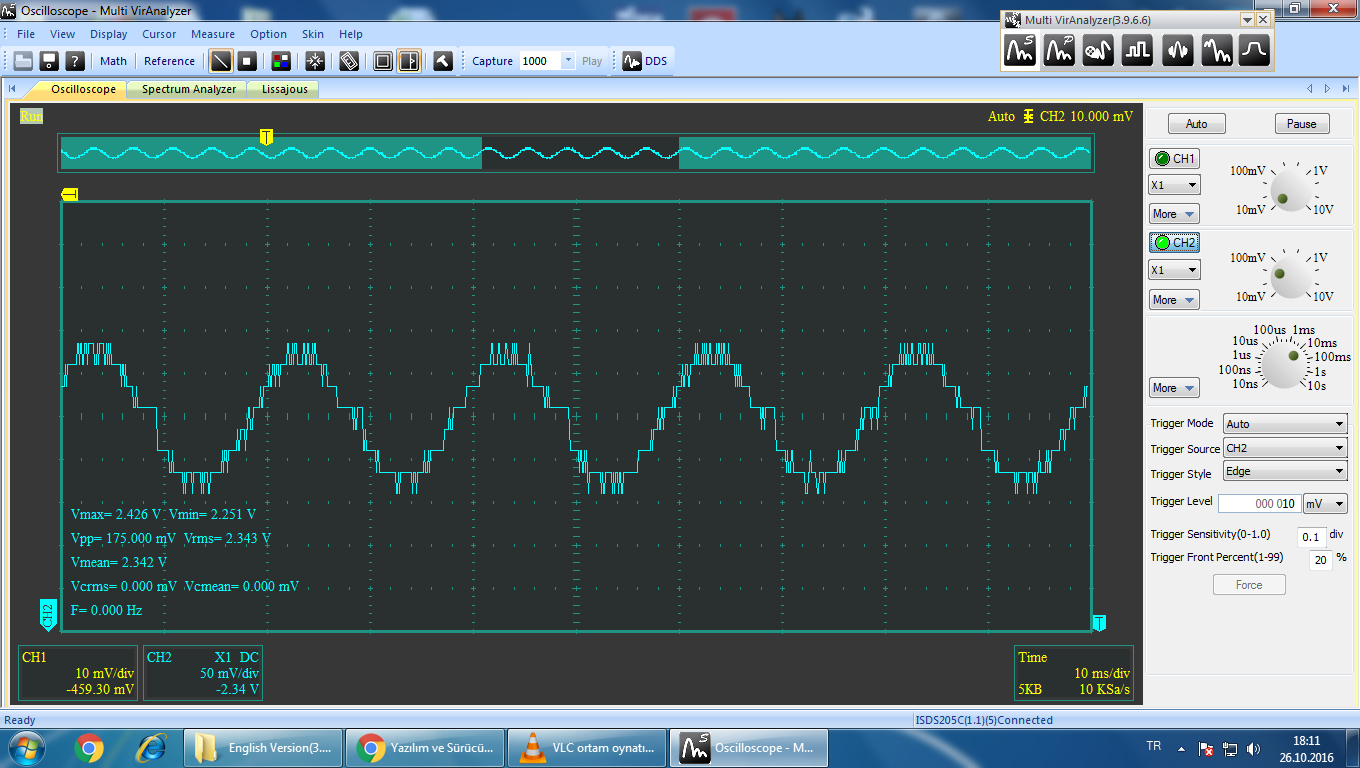 Oscilloscope - Multi VirAnalyzer
Multi VirAnalyzer(3.9.6.6)
File View Display Cursor Measure Option Skin Help
Math Reference Capture 1000 Play DDS
Oscilloscope Spectrum Analyzer Lissajous
Run
Auto CH2 10.000 mV
T
Auto Pause
CH1
X1
More
100mV 1V
10mV 10V
CH2
X1
More
100mV 1V
10mV 10V
100us 1ms
10us 10ms
1us 100ms
100ns 1s
10ns 10s
More
Trigger Mode Auto
Trigger Source CH2
Trigger Style Edge
Trigger Level 000 010 mV
Trigger Sensitivity(0-1.0) 0.1 div
Trigger Front Percent(1-99) 20 %
Force
Vmax= 2.426 V Vmin= 2.251 V
Vpp= 175.000 mV Vrms= 2.343 V
Vmean= 2.342 V
Vcrms= 0.000 mV Vcmean= 0.000 mV
F= 0.000 Hz
CH2
T
CH1
10 mV/div
-459.30 mV
CH2 X1 DC
50 mV/div
-2.34 V
Time
10 ms/div
5KB 10 KSa/s
Ready ISDS205C(1.1)(5)Connected
English Version(3.... Yazılım ve Sürücü... VLC ortam oynatı... Oscilloscope - M...
TR 18:11
26.10.2016